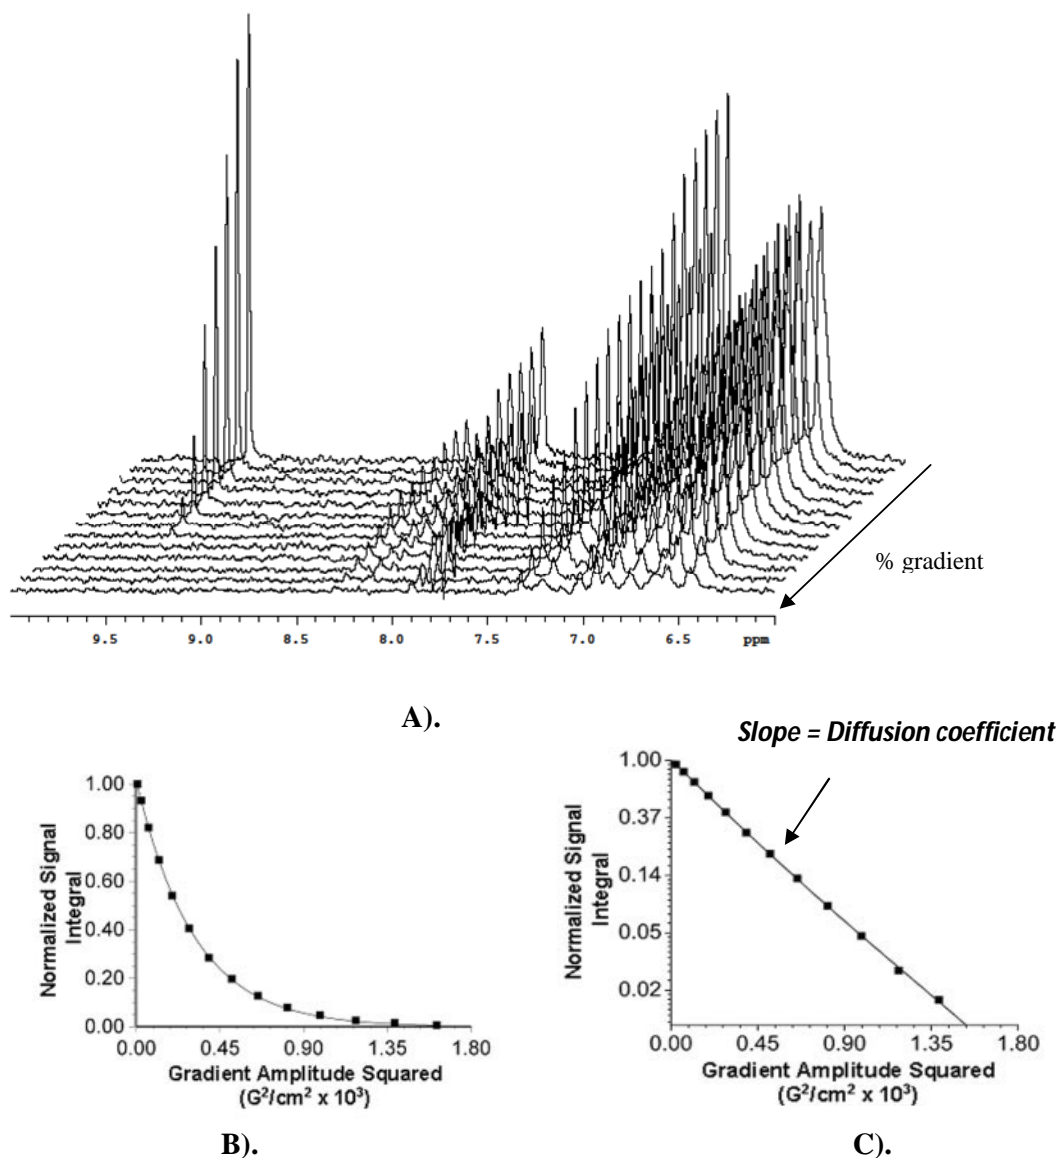 % gradient
9.5 9.0 8.5 8.0 7.5 7.0 6.5 ppm
A).
Slope = Diffusion coefficient
1.00
0.80
0.60
0.40
0.20
0.00
Normalized Signal
Integral
0.00 0.45 0.90 1.35 1.80
Gradient Amplitude Squared
(G²/cm² x 10³)
B).
1.00
0.37
0.14
0.05
0.02
Normalized Signal
Integral
0.00 0.45 0.90 1.35 1.80
Gradient Amplitude Squared
(G²/cm² x 10³)
C).